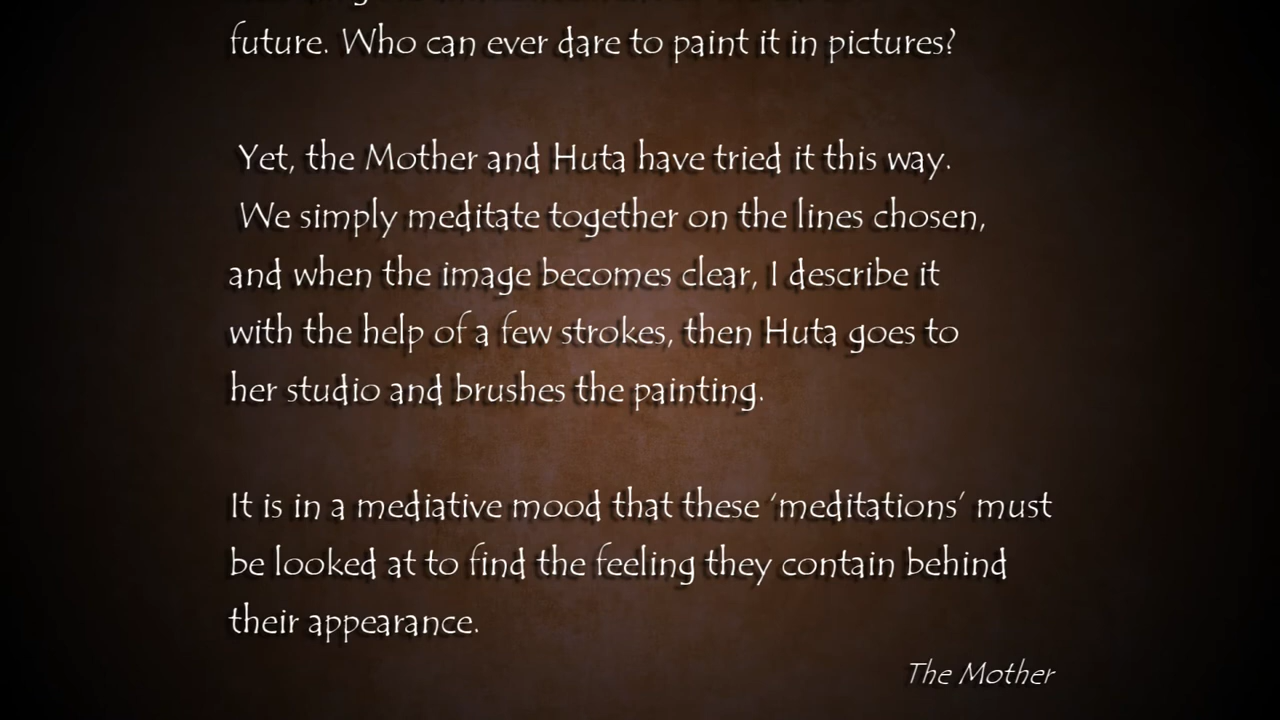 future. Who can ever dare to paint it in pictures?
Yet, the Mother and Huta have tried it this way.
We simply meditate together on the lines chosen,
and when the image becomes clear, I describe it
with the help of a few strokes, then Huta goes to
her studio and brushes the painting.
It is in a mediative mood that these ‘meditations’ must
be looked at to find the feeling they contain behind
their appearance.
The Mother